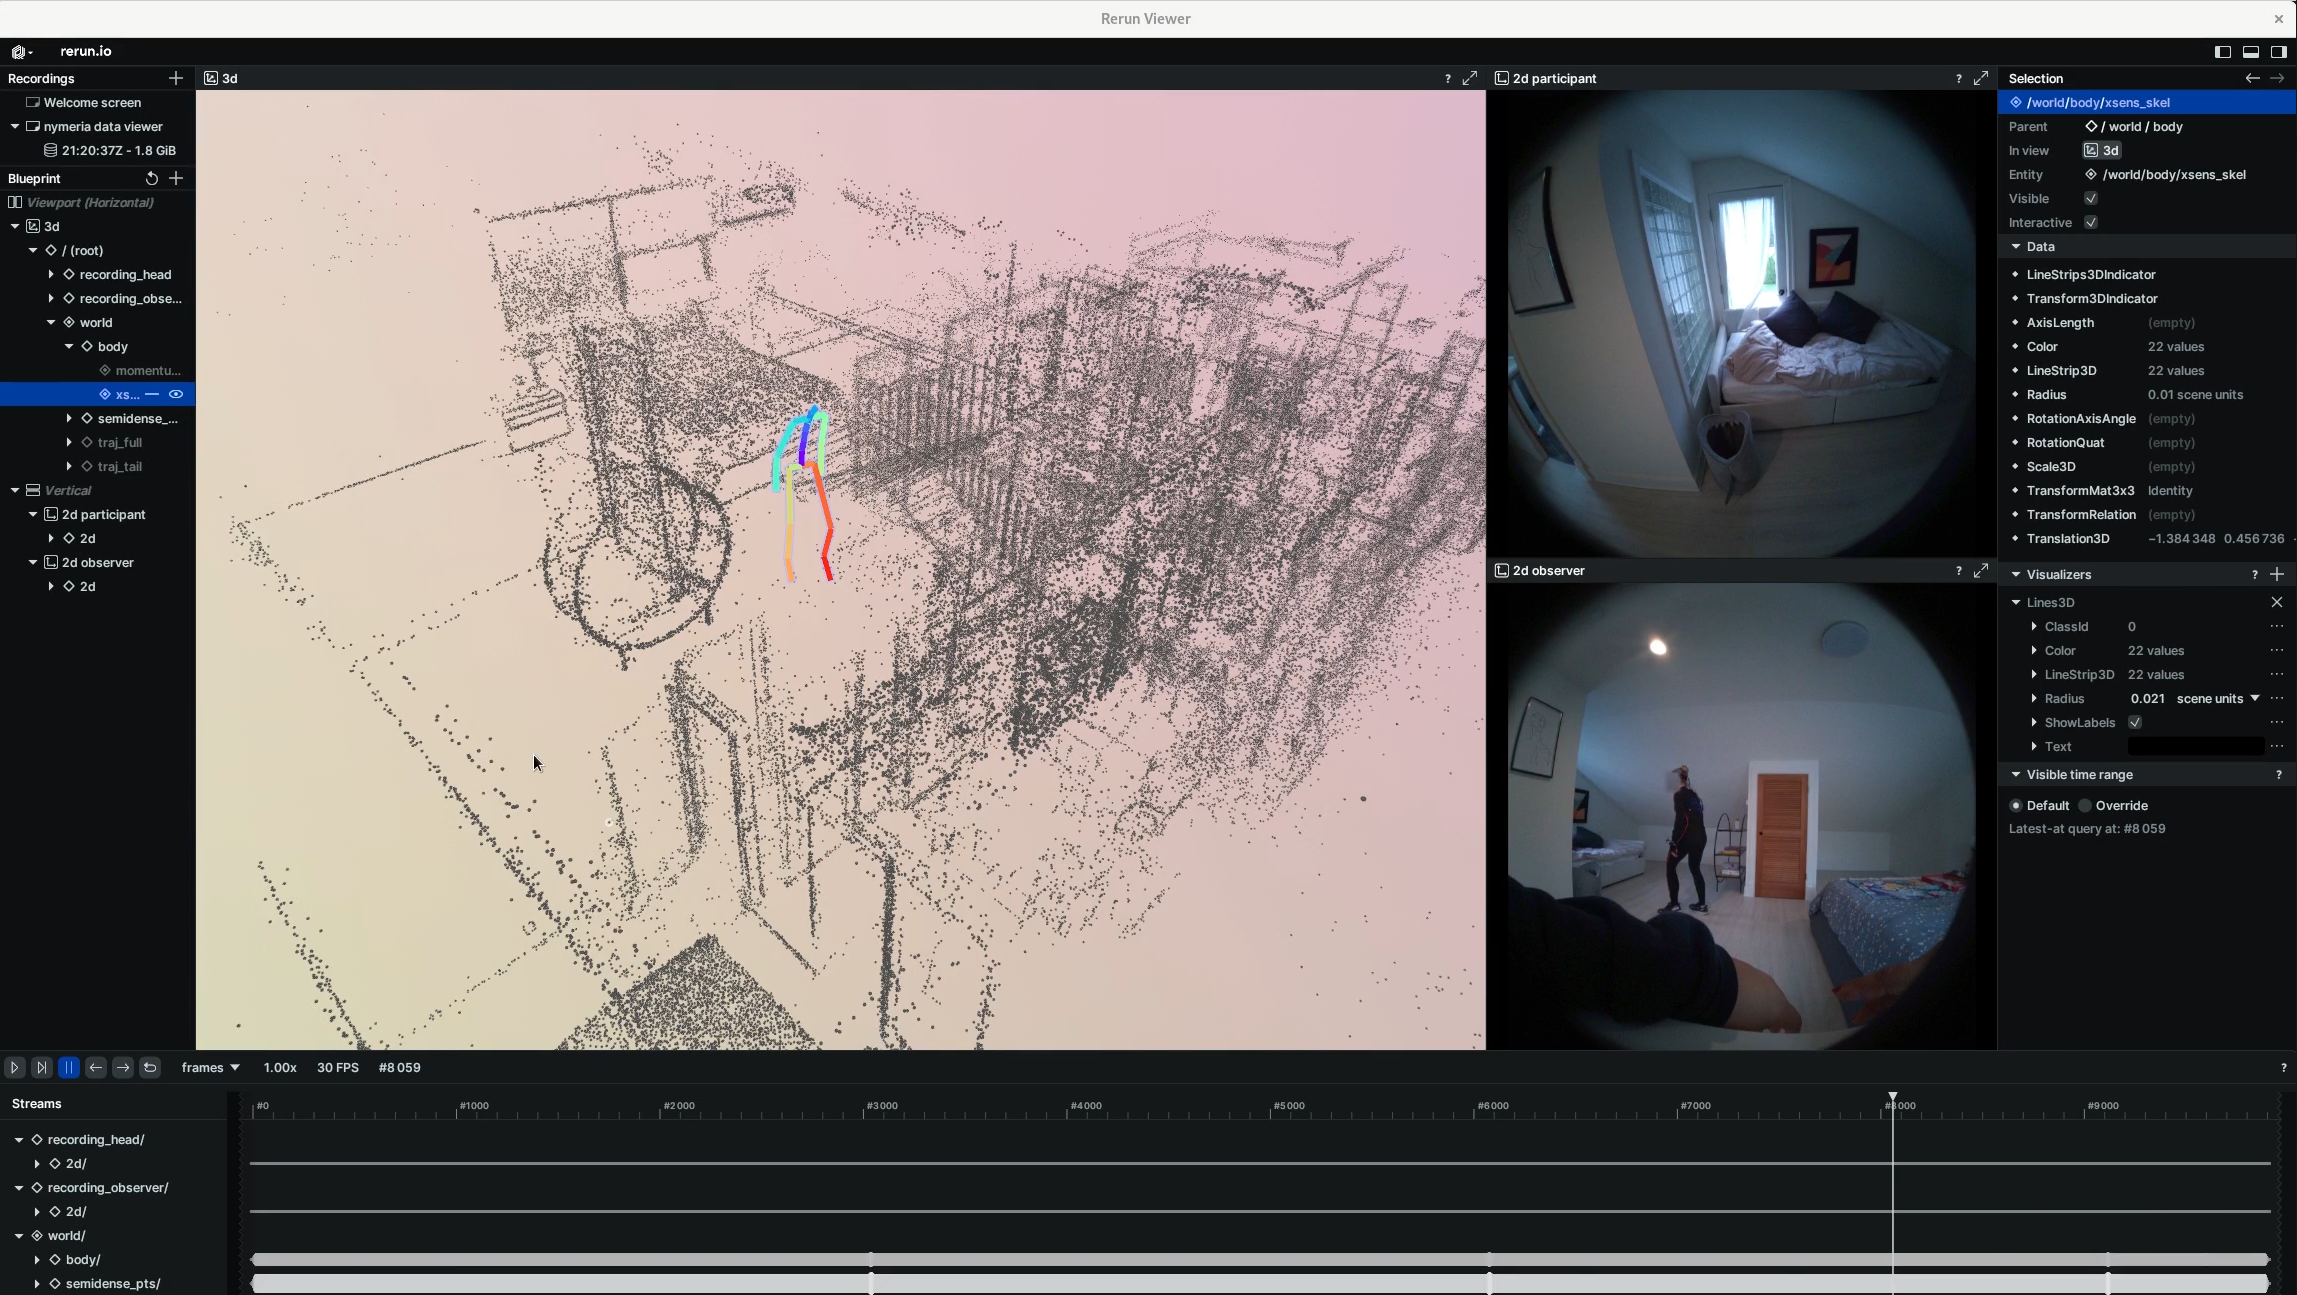 Rerun Viewer
rerun.io
Recordings
Welcome screen
nymeria data viewer
21:20:37Z - 1.8 GiB
Blueprint
Viewport (Horizontal)
3d
/ (root)
recording_head
recording_obse...
world
body
momentu...
xs...
semidense_...
traj_full
traj_tail
Vertical
2d participant
2d
2d observer
2d
3d ?
2d participant ?
2d observer ?
Selection
/world/body/xsens_skel
Parent / world / body
In view 3d
Entity /world/body/xsens_skel
Visible
Interactive
Data
LineStrips3DIndicator
Transform3DIndicator
AxisLength (empty)
Color 22 values
LineStrip3D 22 values
Radius 0.01 scene units
RotationAxisAngle (empty)
RotationQuat (empty)
Scale3D (empty)
TransformMat3x3 Identity
TransformRelation (empty)
Translation3D −1.384 348 0.456 736
Visualizers ?
Lines3D
ClassId 0
Color 22 values
LineStrip3D 22 values
Radius 0.021 scene units
ShowLabels
Text
Visible time range ?
Default Override
Latest-at query at: #8 059
frames 1.00x 30 FPS #8 059 ?
Streams
#0 #1000 #2000 #3000 #4000 #5000 #6000 #7000 #8000 #9000
recording_head/
2d/
recording_observer/
2d/
world/
body/
semidense_pts/